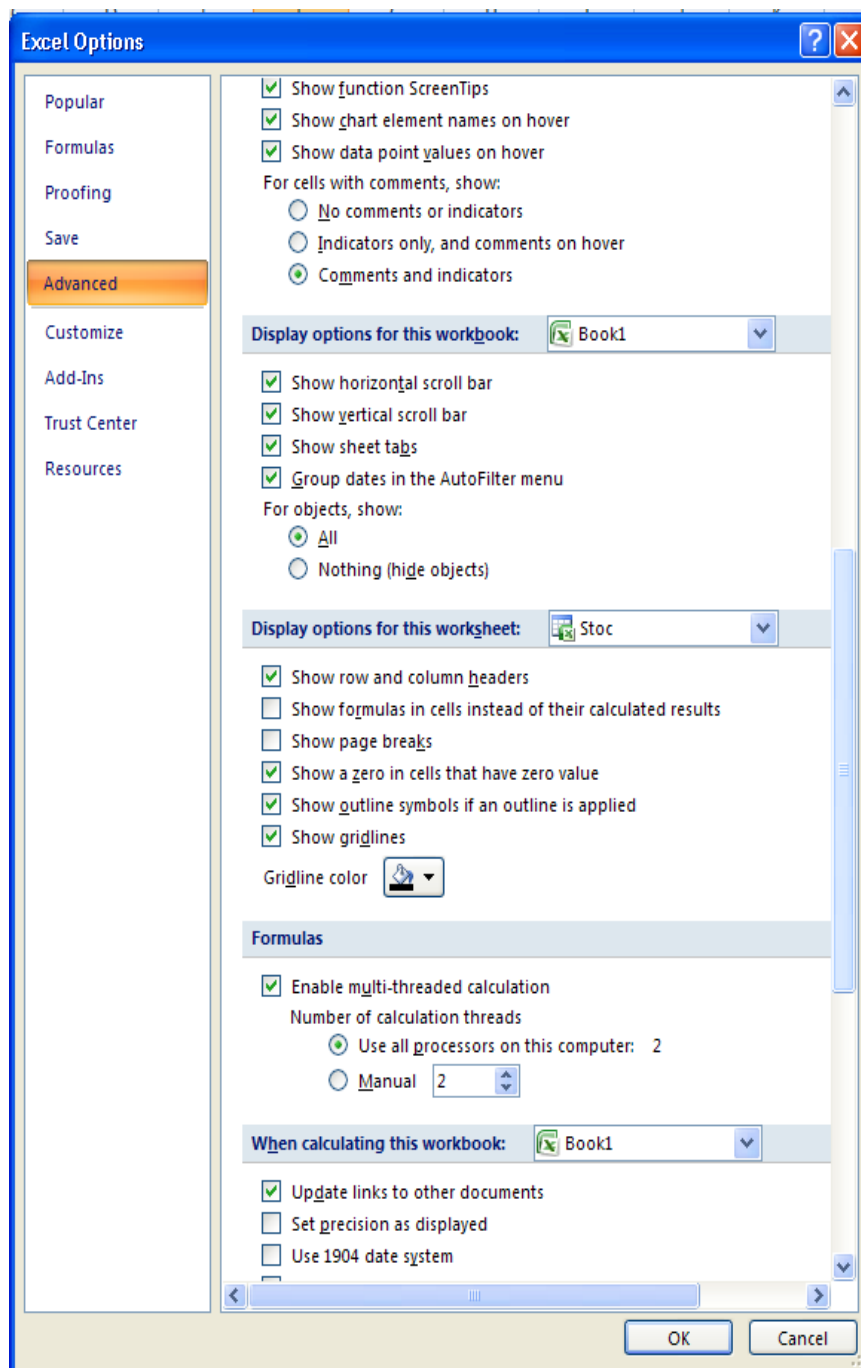 Excel Options
Popular
Formulas
Proofing
Save
Advanced
Customize
Add-Ins
Trust Center
Resources
Show function ScreenTips
Show chart element names on hover
Show data point values on hover
For cells with comments, show:
No comments or indicators
Indicators only, and comments on hover
Comments and indicators
Display options for this workbook: Book1
Show horizontal scroll bar
Show vertical scroll bar
Show sheet tabs
Group dates in the AutoFilter menu
For objects, show:
All
Nothing (hide objects)
Display options for this worksheet: Stoc
Show row and column headers
Show formulas in cells instead of their calculated results
Show page breaks
Show a zero in cells that have zero value
Show outline symbols if an outline is applied
Show gridlines
Gridline color
Formulas
Enable multi-threaded calculation
Number of calculation threads
Use all processors on this computer: 2
Manual 2
When calculating this workbook: Book1
Update links to other documents
Set precision as displayed
Use 1904 date system
OK Cancel